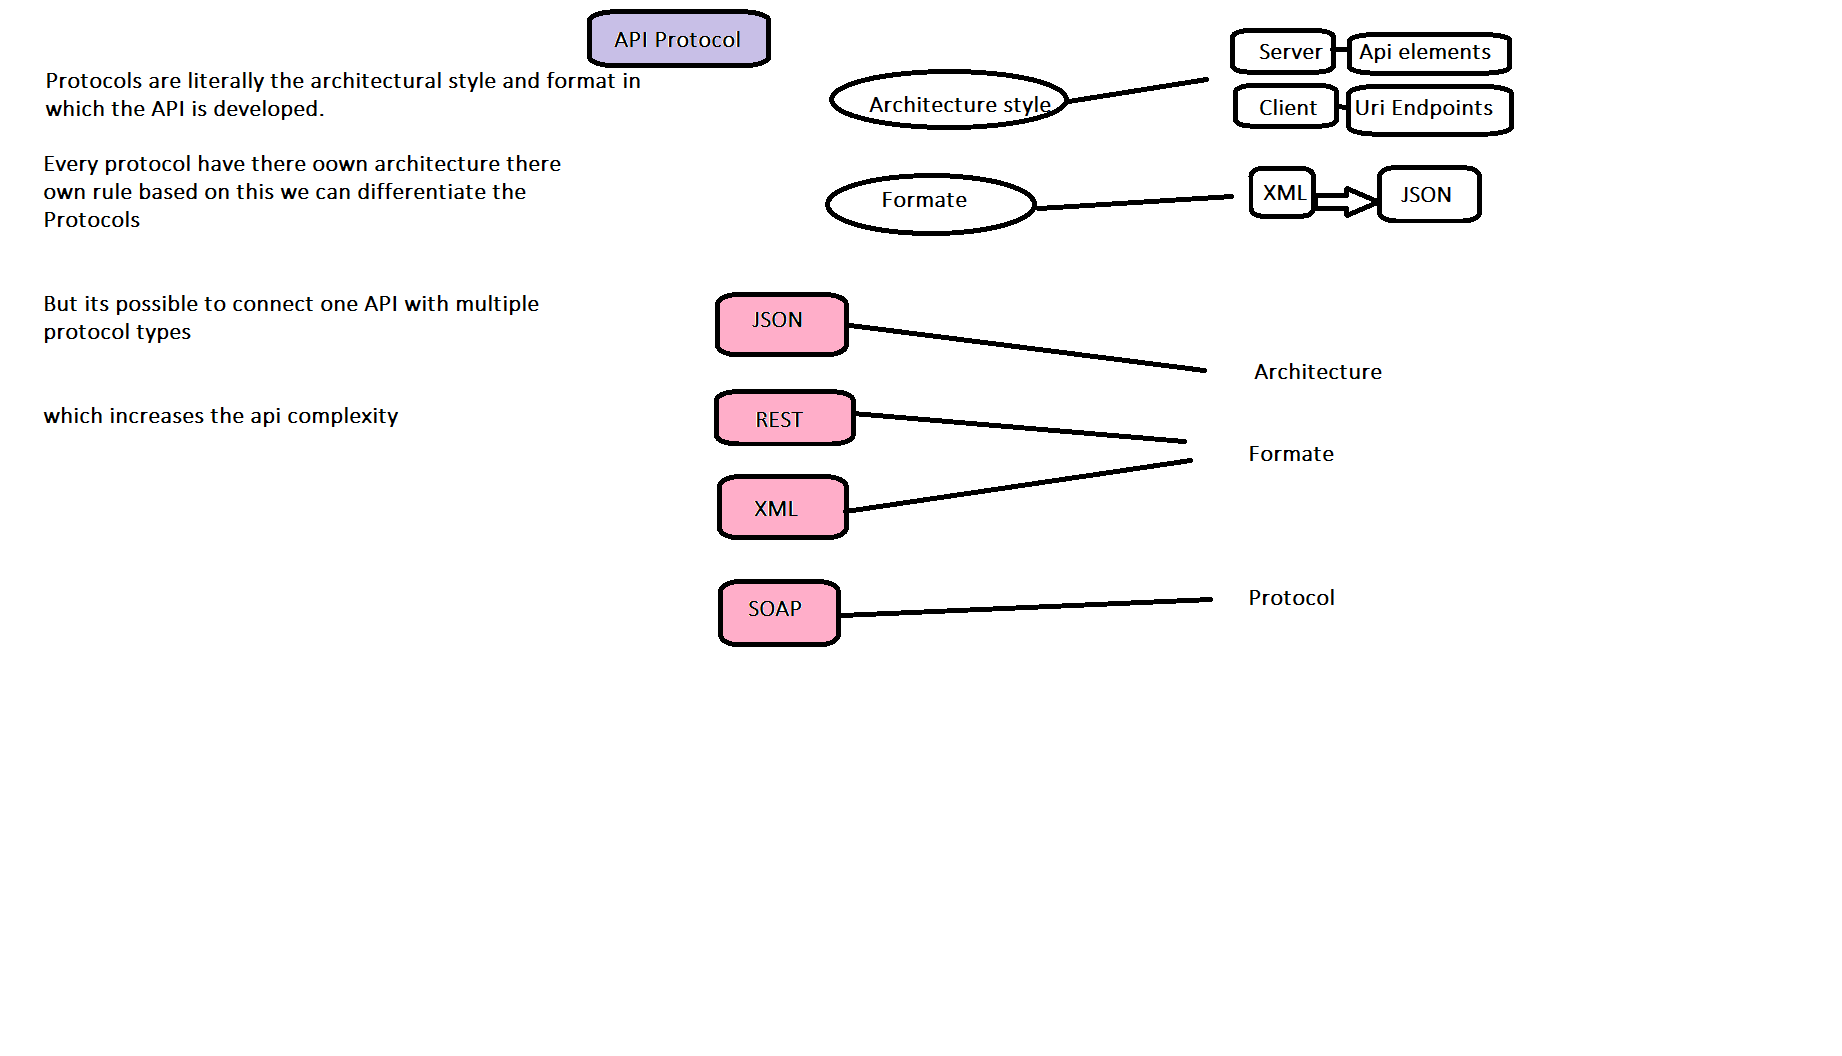 API Protocol
Protocols are literally the architectural style and format in
which the API is developed.
Every protocol have there oown architecture there
own rule based on this we can differentiate the
Protocols
But its possible to connect one API with multiple
protocol types
which increases the api complexity
Architecture style
Server
Api elements
Client
Uri Endpoints
Formate
XML
JSON
JSON
Architecture
REST
Formate
XML
SOAP
Protocol